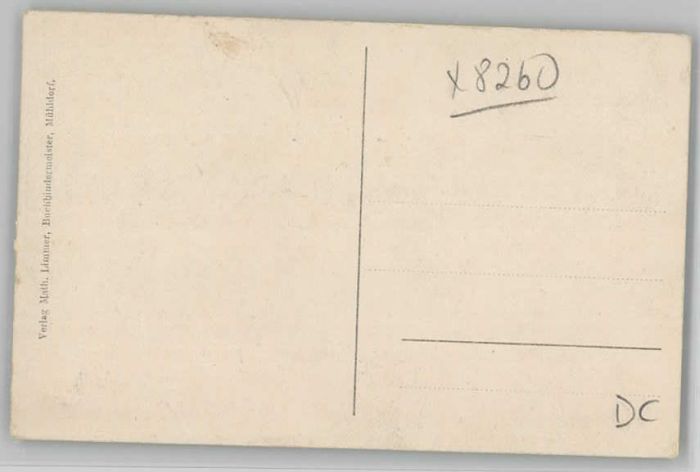 Verlag Math. Limmer, Buchbindermeister, Mühldorf.
x8260
DC